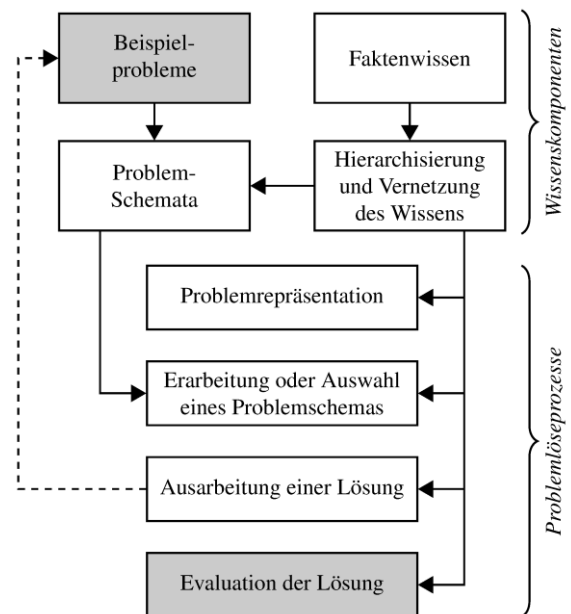 Beispiel-
probleme
Faktenwissen
Problem-
Schemata
Hierarchisierung
und Vernetzung
des Wissens
Wissenskomponenten
Problemrepräsentation
Erarbeitung oder Auswahl
eines Problemschemas
Ausarbeitung einer Lösung
Evaluation der Lösung
Problemlöseprozesse